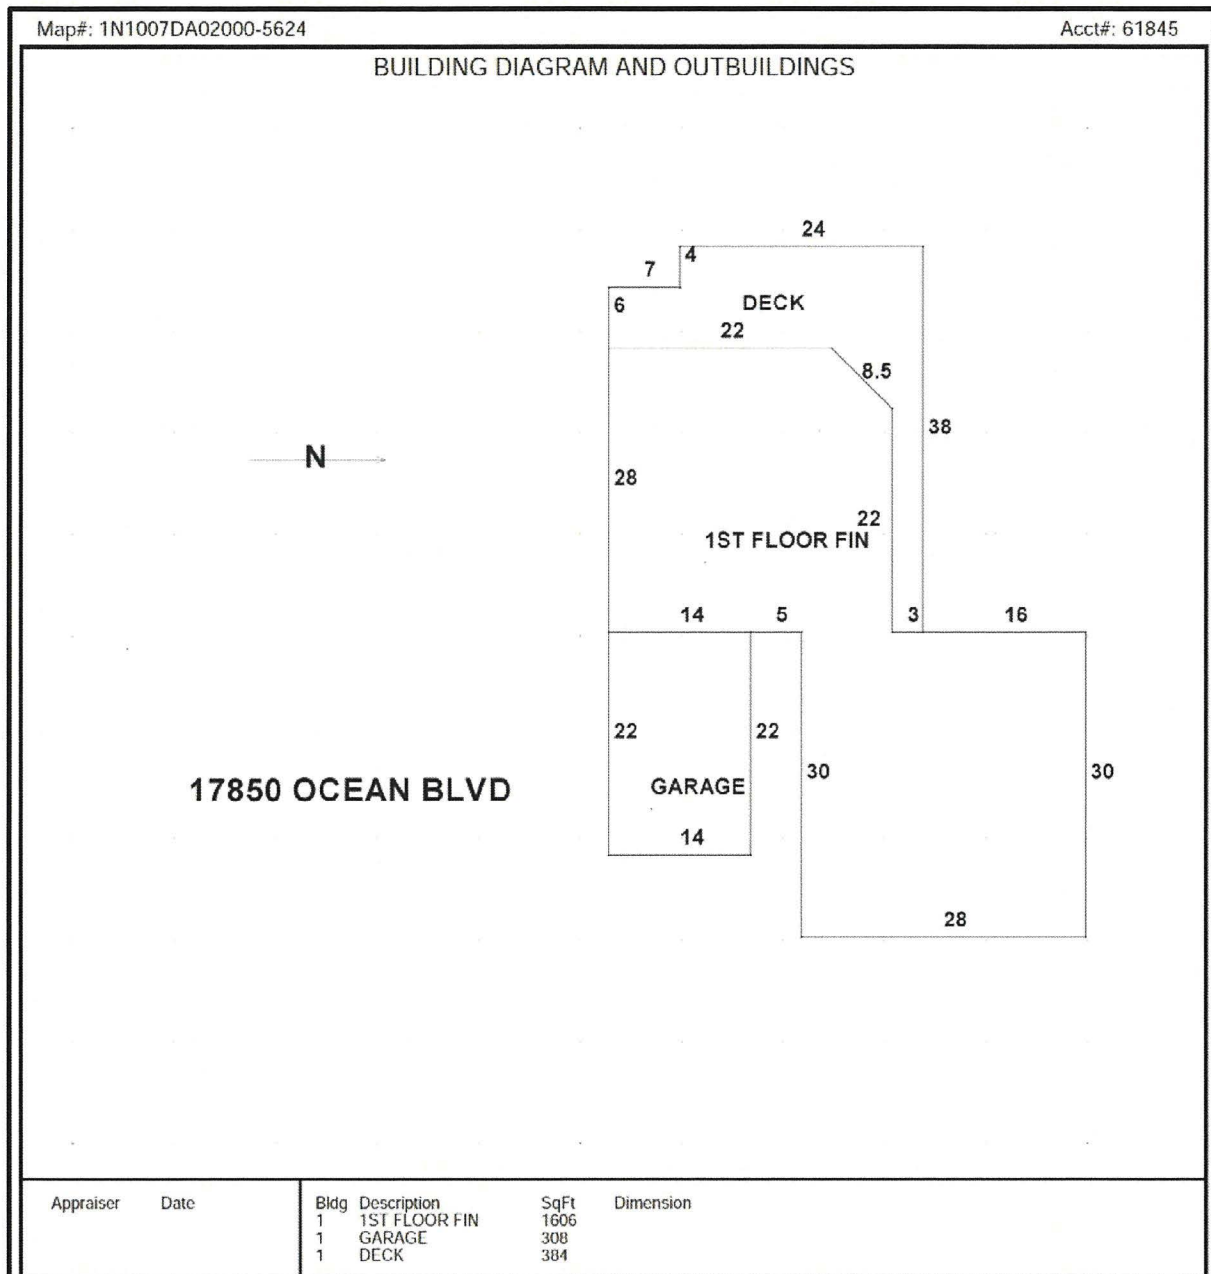 Map#: 1N1007DA02000-5624 Acct#: 61845
BUILDING DIAGRAM AND OUTBUILDINGS
24
4
7
6
DECK
22
8.5
38
N
28
22
1ST FLOOR FIN
14 5 3 16
22 22
30 30
17850 OCEAN BLVD
GARAGE
14
28
Appraiser Date Bldg Description SqFt Dimension
1 1ST FLOOR FIN 1606
1 GARAGE 308
1 DECK 384